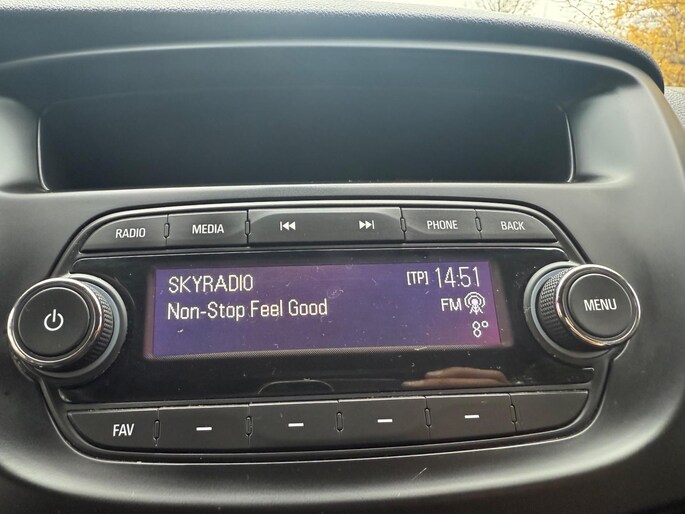 RADIO MEDIA PHONE BACK
SKYRADIO [TP] 14:51
Non-Stop Feel Good FM
8°
MENU
FAV